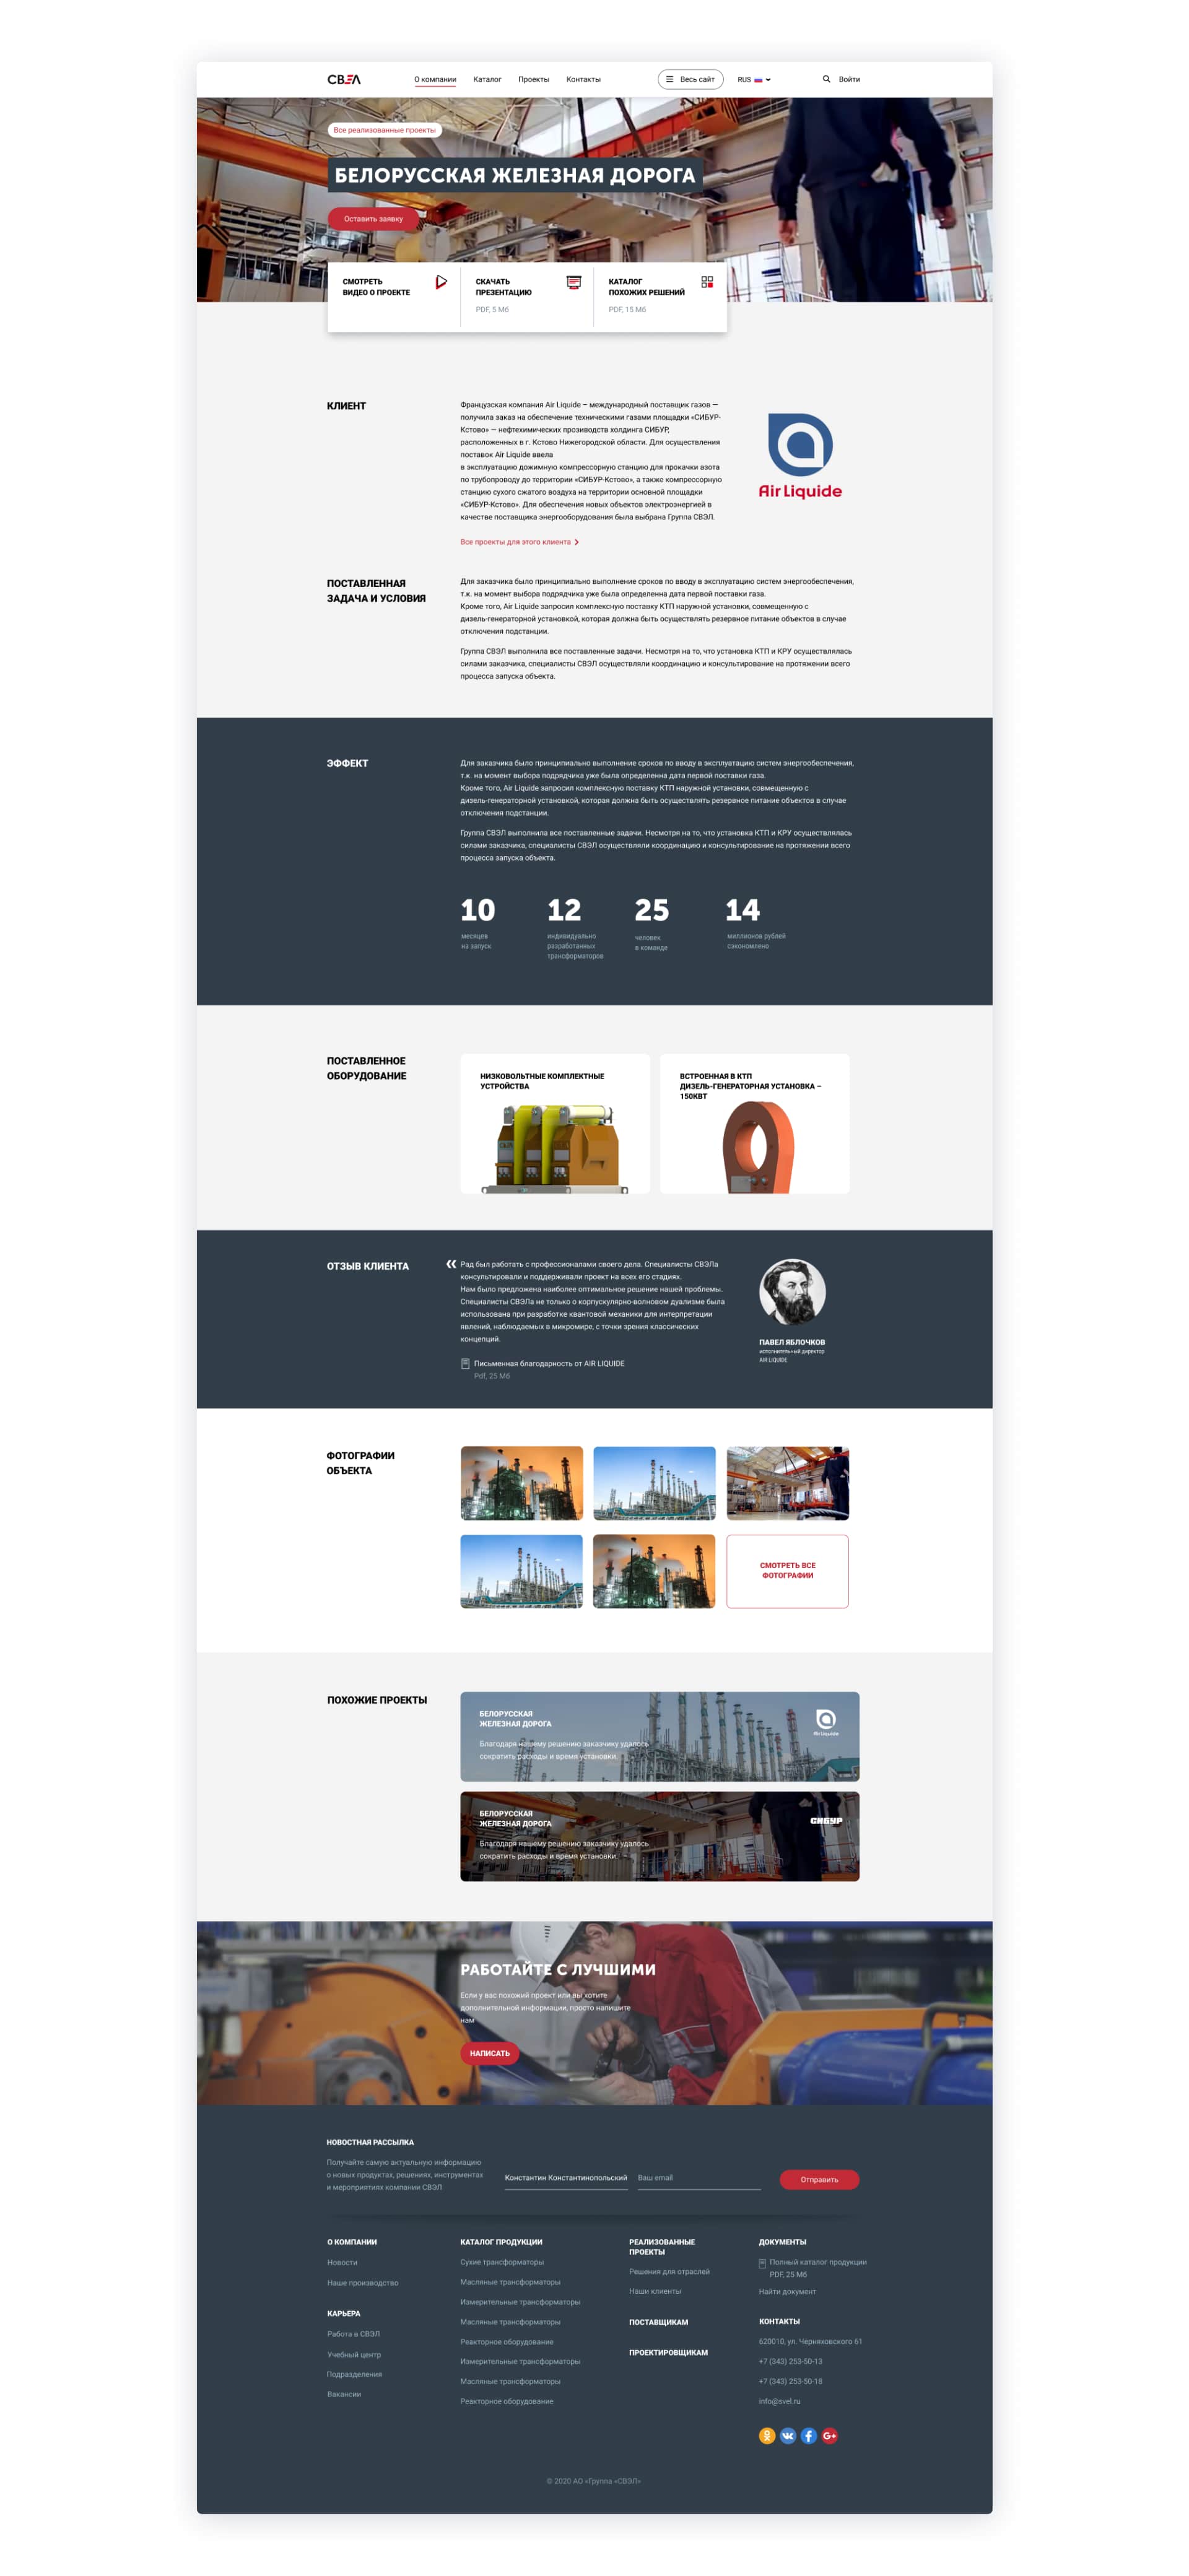 СВЭЛ
О компании
Каталог
Проекты
Контакты
Весь сайт
RUS
Войти
Все реализованные проекты
БЕЛОРУССКАЯ ЖЕЛЕЗНАЯ ДОРОГА
Оставить заявку
СМОТРЕТЬ
ВИДЕО О ПРОЕКТЕ
СКАЧАТЬ
ПРЕЗЕНТАЦИЮ
PDF, 5 Мб
КАТАЛОГ
ПОХОЖИХ РЕШЕНИЙ
PDF, 15 Мб
КЛИЕНТ
Французская компания Air Liquide – международный поставщик газов —
получила заказ на обеспечение техническими газами площадки «СИБУР-
Кстово» — нефтехимических прозиводств холдинга СИБУР,
расположенных в г. Кстово Нижегородской области. Для осуществления
поставок Air Liquide ввела
в эксплуатацию дожимную компрессорную станцию для прокачки азота
по трубопроводу до территории «СИБУР-Кстово», а также компрессорную
станцию сухого сжатого воздуха на территории основной площадки
«СИБУР-Кстово». Для обеспечения новых объектов электроэнергией в
качестве поставщика энергооборудования была выбрана Группа СВЭЛ.
Air Liquide
Все проекты для этого клиента
ПОСТАВЛЕННАЯ
ЗАДАЧА И УСЛОВИЯ
Для заказчика было принципиально выполнение сроков по вводу в эксплуатацию систем энергообеспечения,
т.к. на момент выбора подрядчика уже была определенна дата первой поставки газа.
Кроме того, Air Liquide запросил комплексную поставку КТП наружной установки, совмещенную с
дизель-генераторной установкой, которая должна быть осуществлять резервное питание объектов в случае
отключения подстанции.
Группа СВЭЛ выполнила все поставленные задачи. Несмотря на то, что установка КТП и КРУ осуществлялась
силами заказчика, специалисты СВЭЛ осуществляли координацию и консультирование на протяжении всего
процесса запуска объекта.
ЭФФЕКТ
Для заказчика было принципиально выполнение сроков по вводу в эксплуатацию систем энергообеспечения,
т.к. на момент выбора подрядчика уже была определенна дата первой поставки газа.
Кроме того, Air Liquide запросил комплексную поставку КТП наружной установки, совмещенную с
дизель-генераторной установкой, которая должна быть осуществлять резервное питание объектов в случае
отключения подстанции.
Группа СВЭЛ выполнила все поставленные задачи. Несмотря на то, что установка КТП и КРУ осуществлялась
силами заказчика, специалисты СВЭЛ осуществляли координацию и консультирование на протяжении всего
процесса запуска объекта.
10
месяцев
на запуск
12
индивидуально
разработанных
трансформаторов
25
человек
в команде
14
миллионов рублей
сэкономлено
ПОСТАВЛЕННОЕ
ОБОРУДОВАНИЕ
НИЗКОВОЛЬТНЫЕ КОМПЛЕКТНЫЕ
УСТРОЙСТВА
ВСТРОЕННАЯ В КТП
ДИЗЕЛЬ-ГЕНЕРАТОРНАЯ УСТАНОВКА –
150КВТ
ОТЗЫВ КЛИЕНТА
« Рад был работать с профессионалами своего дела. Специалисты СВЭЛа
консультировали и поддерживали проект на всех его стадиях.
Нам было предложена наиболее оптимальное решение нашей проблемы.
Специалисты СВЭЛа не только о корпускулярно-волновом дуализме была
использована при разработке квантовой механики для интерпретации
явлений, наблюдаемых в микромире, с точки зрения классических
концепций.
Письменная благодарность от AIR LIQUIDE
Pdf, 25 Мб
ПАВЕЛ ЯБЛОЧКОВ
исполнительный директор
AIR LIQUIDE
ФОТОГРАФИИ
ОБЪЕКТА
СМОТРЕТЬ ВСЕ
ФОТОГРАФИИ
ПОХОЖИЕ ПРОЕКТЫ
БЕЛОРУССКАЯ
ЖЕЛЕЗНАЯ ДОРОГА
Благодаря нашему решению заказчику удалось
сократить расходы и время установки.
Air Liquide
БЕЛОРУССКАЯ
ЖЕЛЕЗНАЯ ДОРОГА
Благодаря нашему решению заказчику удалось
сократить расходы и время установки.
СИБУР
РАБОТАЙТЕ С ЛУЧШИМИ
Если у вас похожий проект или вы хотите
дополнительной информации, просто напишите
нам
НАПИСАТЬ
НОВОСТНАЯ РАССЫЛКА
Получайте самую актуальную информацию
о новых продуктах, решениях, инструментах
и мероприятиях компании СВЭЛ
Константин Константинопольский
Ваш email
Отправить
О КОМПАНИИ
Новости
Наше производство
КАРЬЕРА
Работа в СВЭЛ
Учебный центр
Подразделения
Вакансии
КАТАЛОГ ПРОДУКЦИИ
Сухие трансформаторы
Масляные трансформаторы
Измерительные трансформаторы
Масляные трансформаторы
Реакторное оборудование
Измерительные трансформаторы
Масляные трансформаторы
Реакторное оборудование
РЕАЛИЗОВАННЫЕ
ПРОЕКТЫ
Решения для отраслей
Наши клиенты
ПОСТАВЩИКАМ
ПРОЕКТИРОВЩИКАМ
ДОКУМЕНТЫ
Полный каталог продукции
PDF, 25 Мб
Найти документ
КОНТАКТЫ
620010, ул. Черняховского 61
+7 (343) 253-50-13
+7 (343) 253-50-18
info@svel.ru
G+
© 2020 АО «Группа «СВЭЛ»